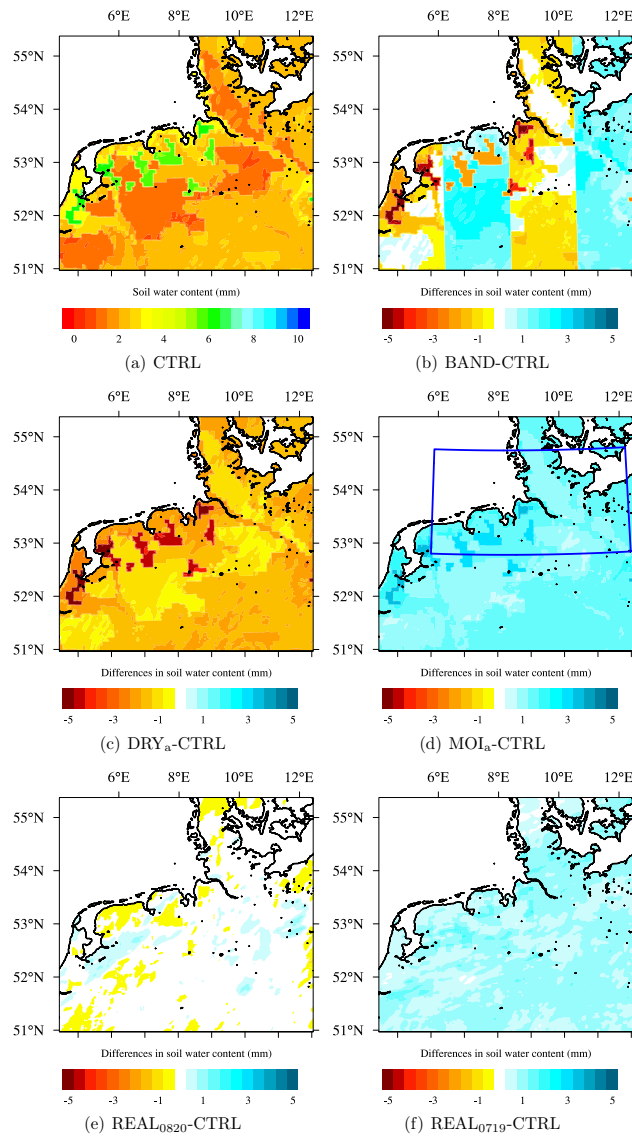 6°E 8°E 10°E 12°E 6°E 8°E 10°E 12°E
55°N 55°N
54°N 54°N
53°N 53°N
52°N 52°N
51°N 51°N
Soil water content (mm) Differences in soil water content (mm)
0 2 4 6 8 10 -5 -3 -1 1 3 5
(a) CTRL (b) BAND-CTRL
6°E 8°E 10°E 12°E 6°E 8°E 10°E 12°E
55°N 55°N
54°N 54°N
53°N 53°N
52°N 52°N
51°N 51°N
Differences in soil water content (mm) Differences in soil water content (mm)
-5 -3 -1 1 3 5 -5 -3 -1 1 3 5
(c) DRYa-CTRL (d) MOIa-CTRL
6°E 8°E 10°E 12°E 6°E 8°E 10°E 12°E
55°N 55°N
54°N 54°N
53°N 53°N
52°N 52°N
51°N 51°N
Differences in soil water content (mm) Differences in soil water content (mm)
-5 -3 -1 1 3 5 -5 -3 -1 1 3 5
(e) REAL0820-CTRL (f) REAL0719-CTRL